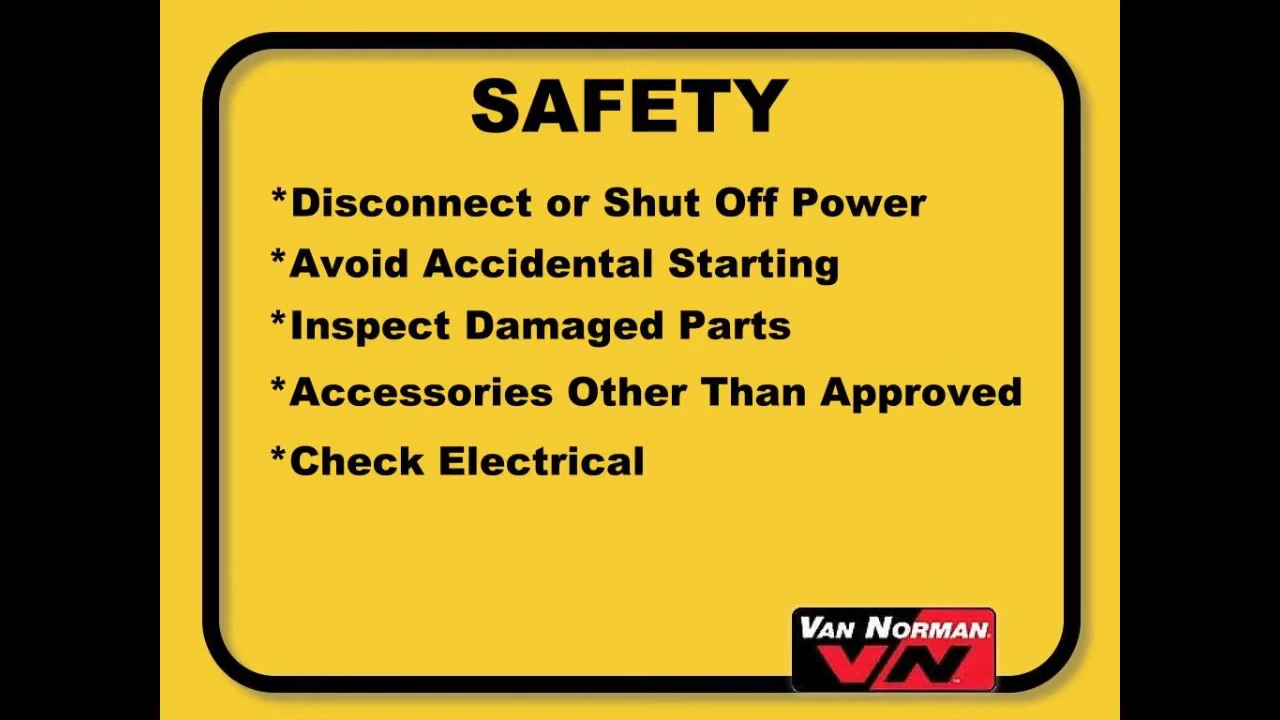 SAFETY
*Disconnect or Shut Off Power
*Avoid Accidental Starting
*Inspect Damaged Parts
*Accessories Other Than Approved
*Check Electrical
VAN NORMAN
VN